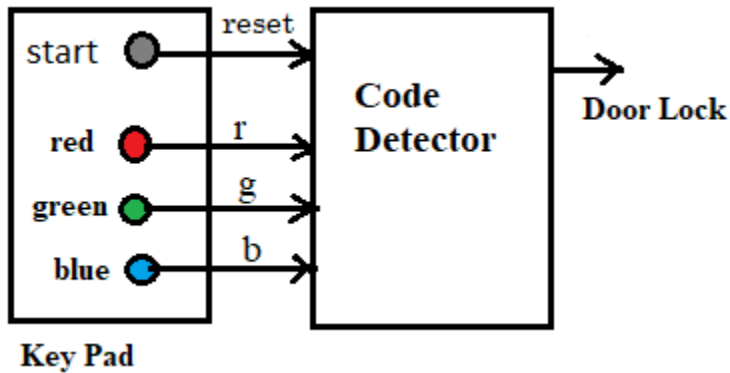 start
reset
Code
Detector
Door Lock
red
r
green
g
blue
b
Key Pad